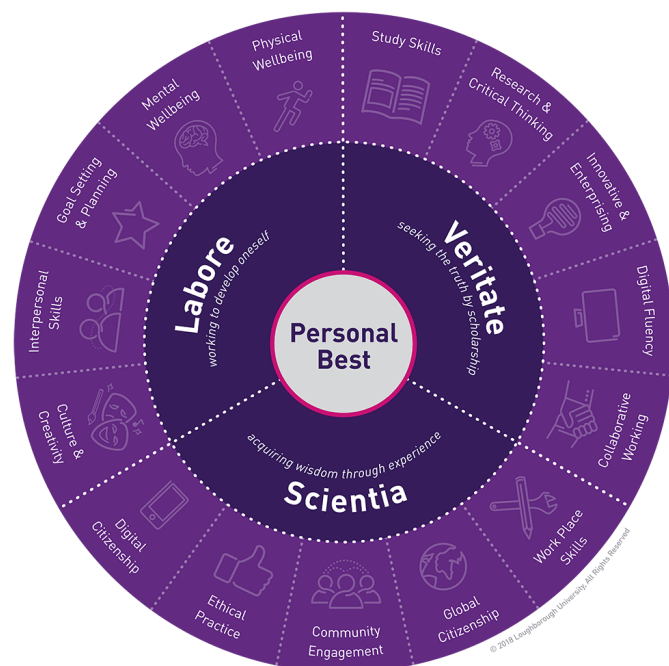 Personal
Best
Veritate
seeking the truth by scholarship
Study Skills
Research &
Critical Thinking
Innovative &
Enterprising
Digital Fluency
Collaborative
Working
Scientia
acquiring wisdom through experience
Work Place
Skills
Global
Citizenship
Community
Engagement
Ethical
Practice
Digital
Citizenship
Labore
working to develop oneself
Culture &
Creativity
Interpersonal
Skills
Goal Setting
& Planning
Mental
Wellbeing
Physical
Wellbeing
© 2018 Loughborough University, All Rights Reserved